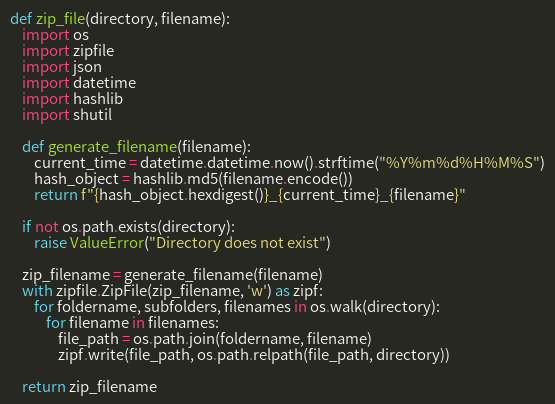 def zip_file(directory, filename):
    import os
    import zipfile
    import json
    import datetime
    import hashlib
    import shutil

    def generate_filename(filename):
        current_time = datetime.datetime.now().strftime("%Y%m%d%H%M%S")
        hash_object = hashlib.md5(filename.encode())
        return f"{hash_object.hexdigest()}_{current_time}_{filename}"

    if not os.path.exists(directory):
        raise ValueError("Directory does not exist")

    zip_filename = generate_filename(filename)
    with zipfile.ZipFile(zip_filename, 'w') as zipf:
        for foldername, subfolders, filenames in os.walk(directory):
            for filename in filenames:
                file_path = os.path.join(foldername, filename)
                zipf.write(file_path, os.path.relpath(file_path, directory))

    return zip_filename